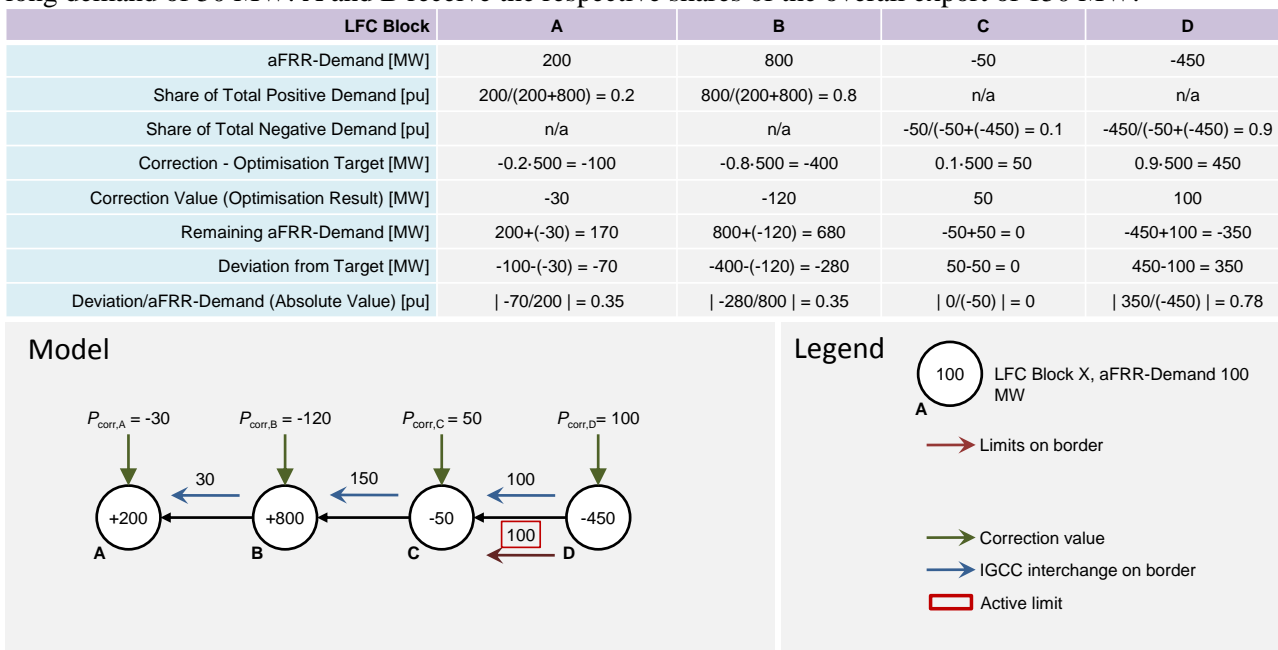 long demand of 50 MW. A and B receive the respective shares of the overall export of 150 MW.
LFC Block A B C D
aFRR-Demand [MW] 200 800 -50 -450
Share of Total Positive Demand [pu] 200/(200+800) = 0.2 800/(200+800) = 0.8 n/a n/a
Share of Total Negative Demand [pu] n/a n/a -50/(-50+(-450) = 0.1 -450/(-50+(-450) = 0.9
Correction - Optimisation Target [MW] -0.2·500 = -100 -0.8·500 = -400 0.1·500 = 50 0.9·500 = 450
Correction Value (Optimisation Result) [MW] -30 -120 50 100
Remaining aFRR-Demand [MW] 200+(-30) = 170 800+(-120) = 680 -50+50 = 0 -450+100 = -350
Deviation from Target [MW] -100-(-30) = -70 -400-(-120) = -280 50-50 = 0 450-100 = 350
Deviation/aFRR-Demand (Absolute Value) [pu] | -70/200 | = 0.35 | -280/800 | = 0.35 | 0/(-50) | = 0 | 350/(-450) | = 0.78
Model
Pcorr,A = -30 Pcorr,B = -120 Pcorr,C = 50 Pcorr,D= 100
30 150 100
+200 +800 -50 -450
100
A B C D
Legend
100
A
LFC Block X, aFRR-Demand 100
MW
Limits on border
Correction value
IGCC interchange on border
Active limit